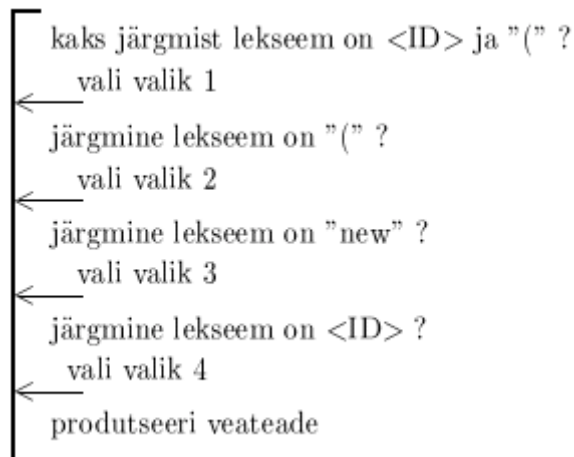 kaks järgmist lekseem on <ID> ja "(" ?
vali valik 1
järgmine lekseem on "(" ?
vali valik 2
järgmine lekseem on "new" ?
vali valik 3
järgmine lekseem on <ID> ?
vali valik 4
produtseeri veateade